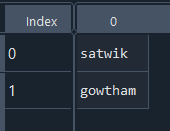 Index 0
0 satwik
1 gowtham